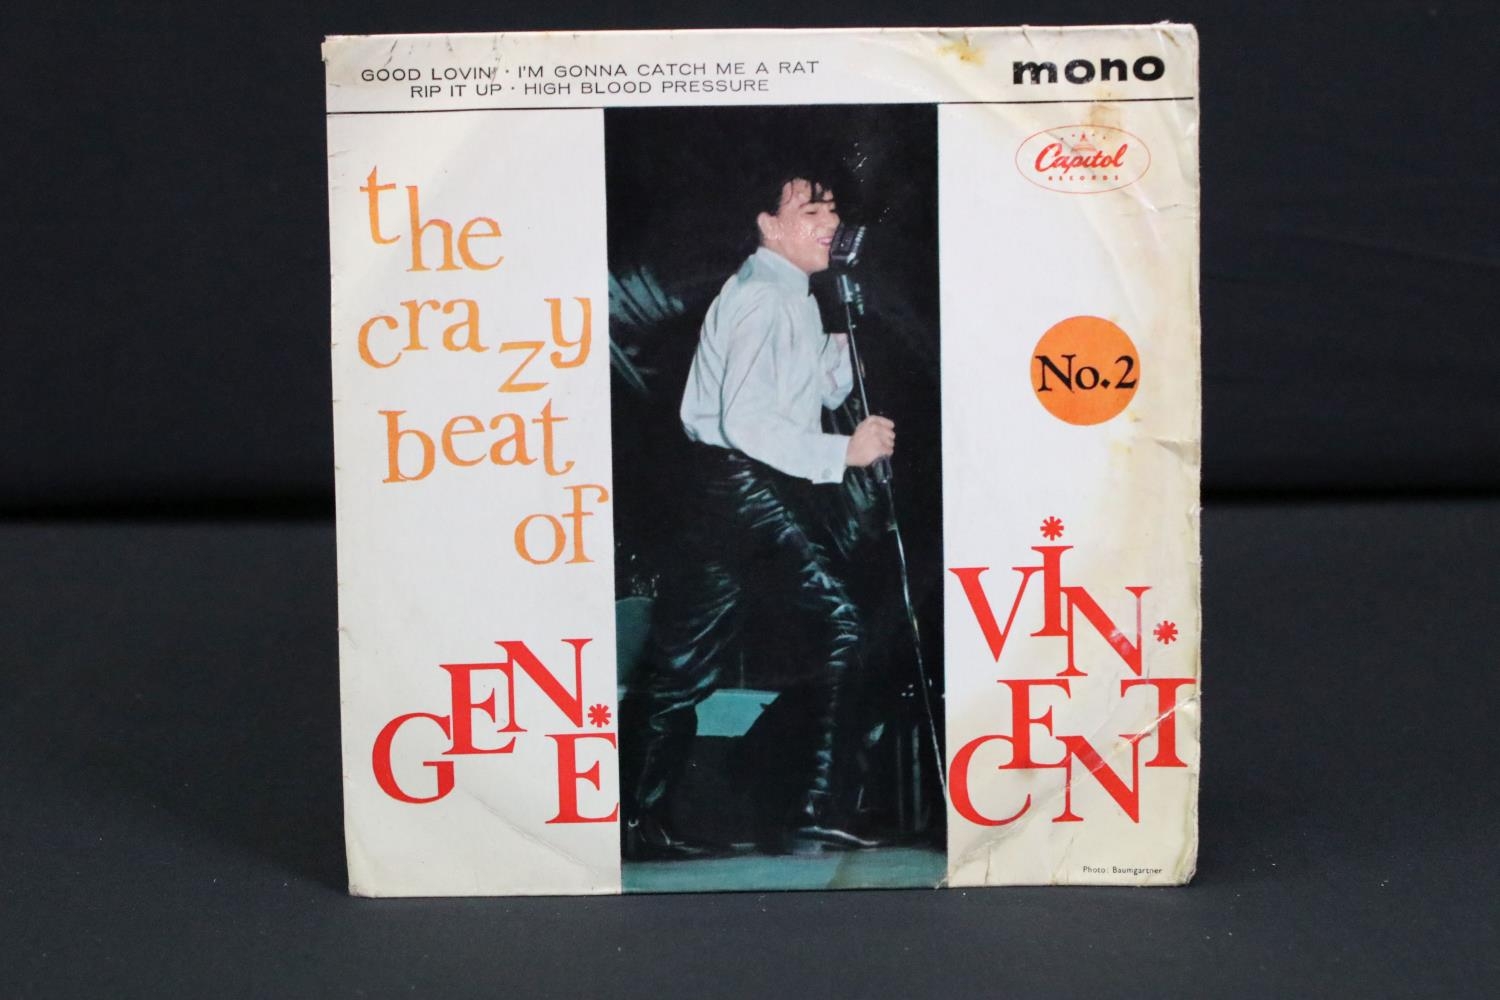 GOOD LOVIN' · I'M GONNA CATCH ME A RAT
RIP IT UP · HIGH BLOOD PRESSURE
mono
Capitol
RECORDS
the
crazy
beat
of
No.2
GENE
VINCENT
Photo: Baumgartner